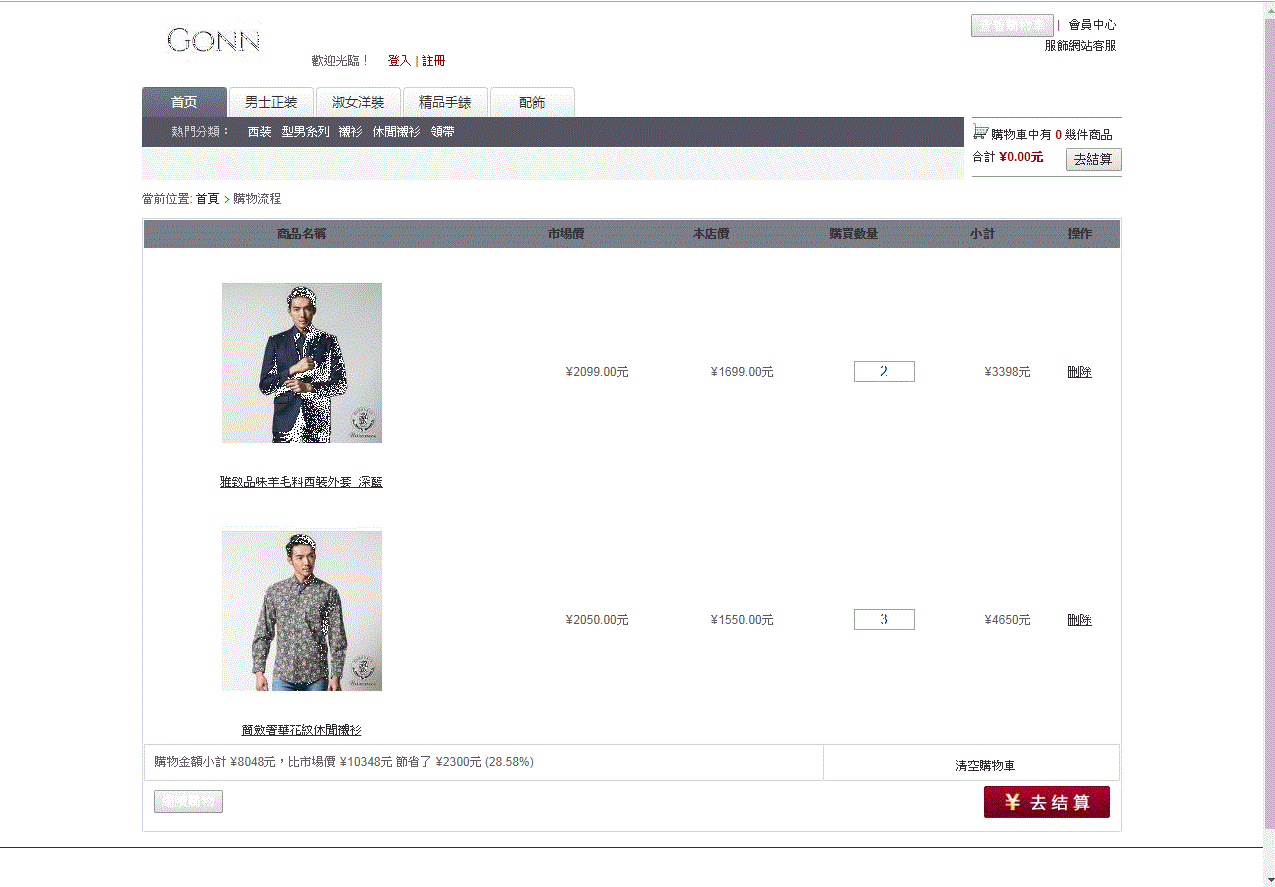 GONN
會員中心
服飾網站客服
歡迎光臨！ 登入 | 註冊
首页 男士正装 淑女洋裝 精品手錶 配飾
熱門分類： 西装 型男系列 襯衫 休閒襯衫 領帶
購物車中有 0 幾件商品
合計 ¥0.00元 去結算
當前位置: 首頁 > 購物流程
商品名稱 市場價 本店價 購買數量 小計 操作
¥2099.00元 ¥1699.00元 2 ¥3398元 刪除
雅致品味羊毛料西裝外套_深藍
¥2050.00元 ¥1550.00元 3 ¥4650元 刪除
簡斂奢華花紋休閒襯衫
購物金額小計 ¥8048元，比市場價 ¥10348元 節省了 ¥2300元 (28.58%) 清空購物車
¥ 去结算